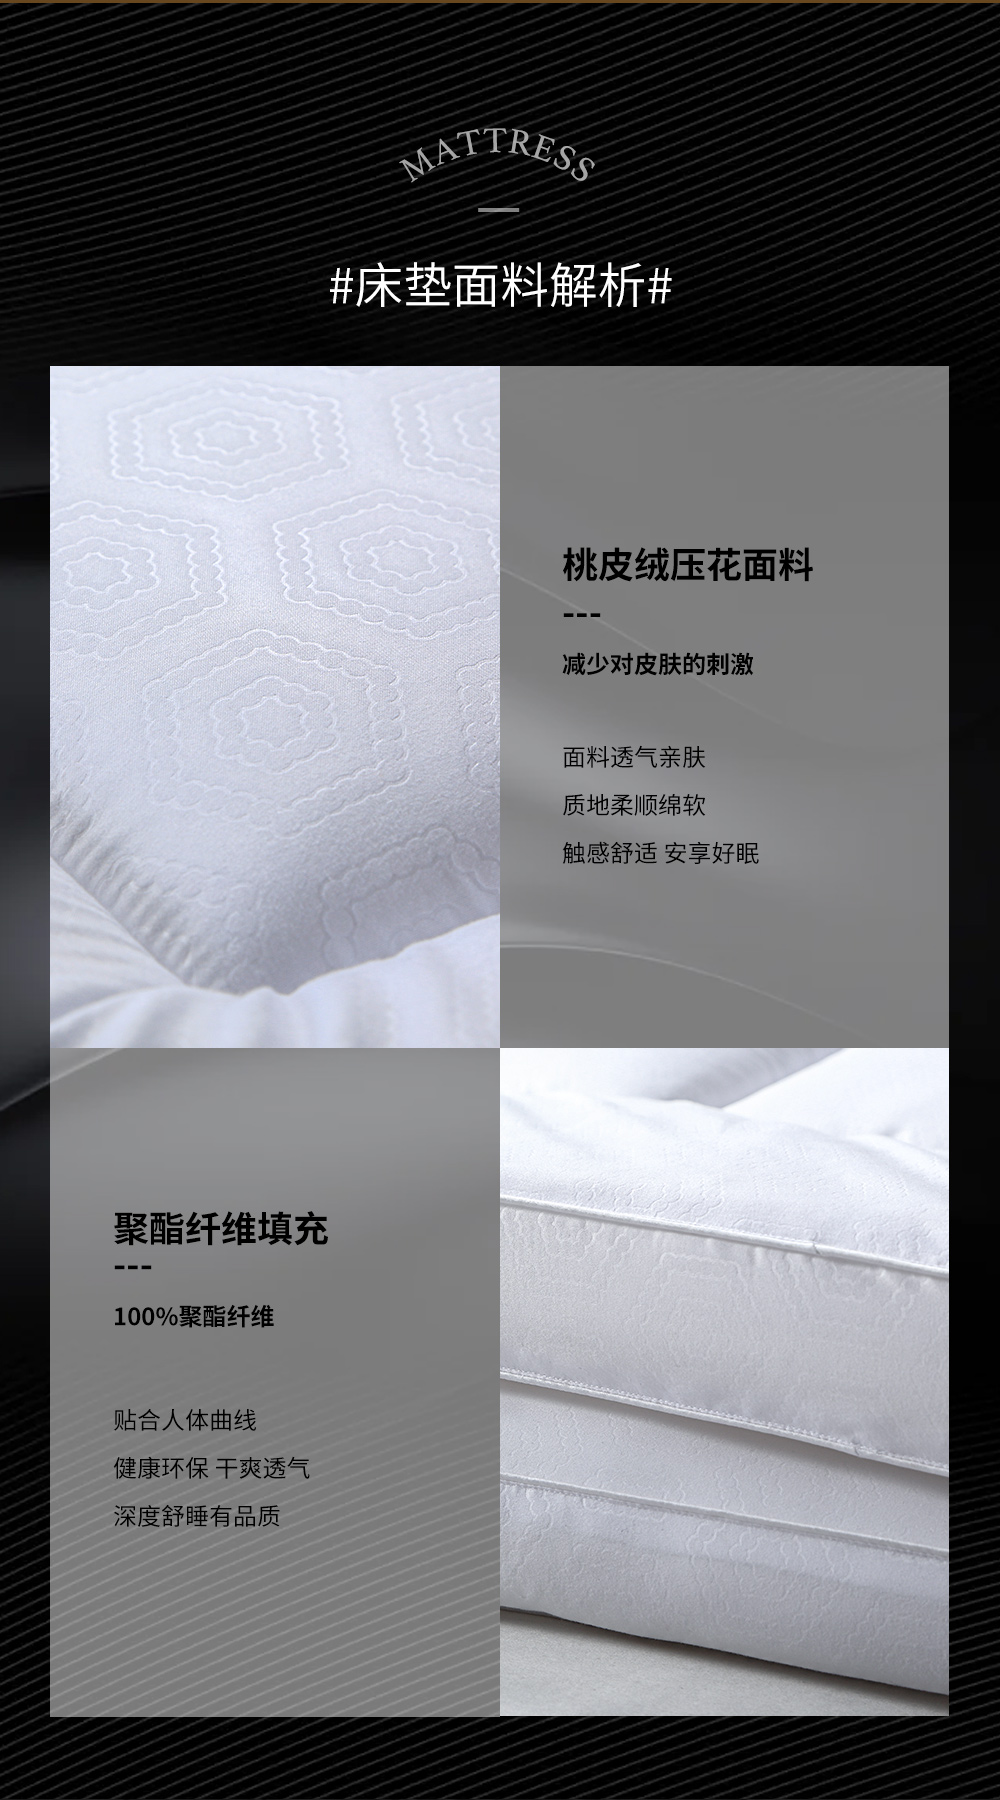 MATTRESS
#床垫面料解析#
桃皮绒压花面料
---
减少对皮肤的刺激
面料透气亲肤
质地柔顺绵软
触感舒适 安享好眠
聚酯纤维填充
---
100%聚酯纤维
贴合人体曲线
健康环保 干爽透气
深度舒睡有品质